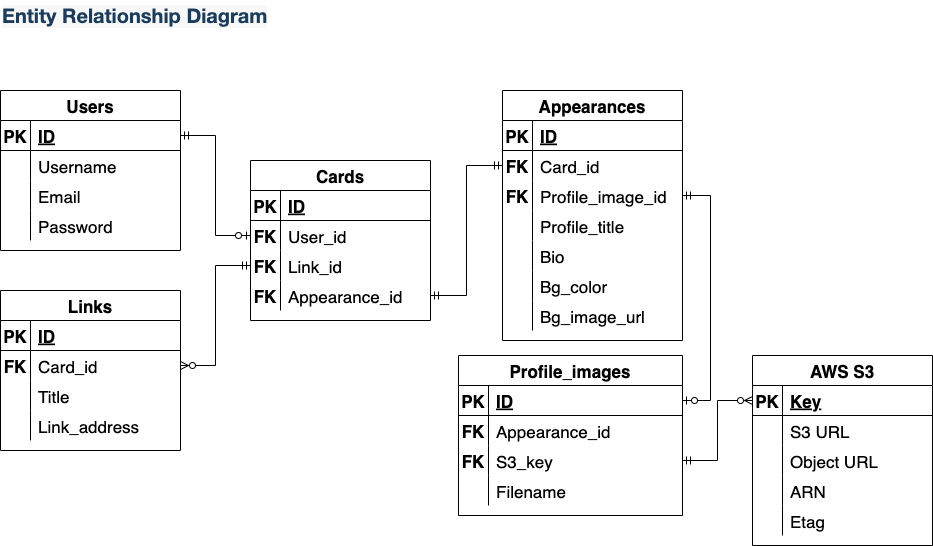 Entity Relationship Diagram
Users
PK ID
Username
Email
Password
Links
PK ID
FK Card_id
Title
Link_address
Cards
PK ID
FK User_id
FK Link_id
FK Appearance_id
Appearances
PK ID
FK Card_id
FK Profile_image_id
Profile_title
Bio
Bg_color
Bg_image_url
Profile_images
PK ID
FK Appearance_id
FK S3_key
Filename
AWS S3
PK Key
S3 URL
Object URL
ARN
Etag